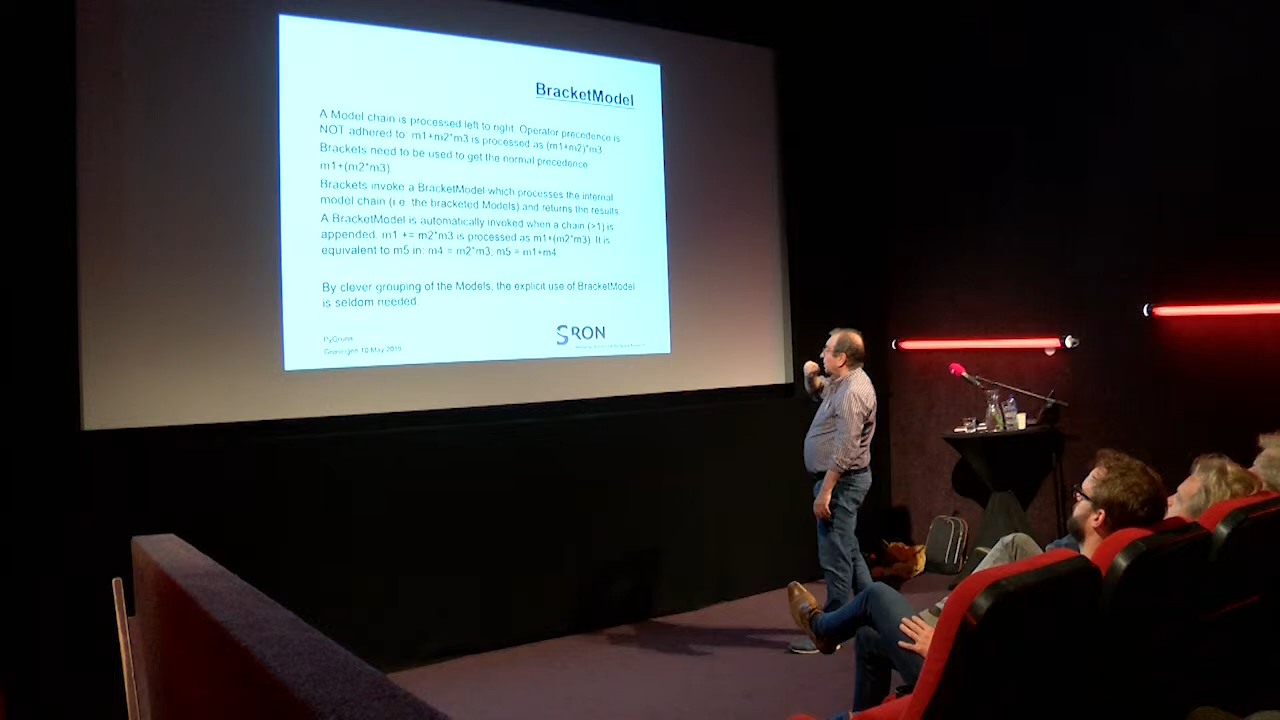 BracketModel
A Model chain is processed left to right. Operator precedence is
NOT adhered to: m1+m2*m3 is processed as (m1+m2)*m3
Brackets need to be used to get the normal precedence:
m1+(m2*m3)
Brackets invoke a BracketModel which processes the internal
model chain (i.e. the bracketed Models) and returns the results.
A BracketModel is automatically invoked when a chain (>1) is
appended. m1 += m2*m3 is processed as m1+(m2*m3). It is
equivalent to m5 in: m4 = m2*m3; m5 = m1+m4.
By clever grouping of the Models, the explicit use of BracketModel
is seldom needed.
PyGrunn
Groningen 10 May 2019
SRON